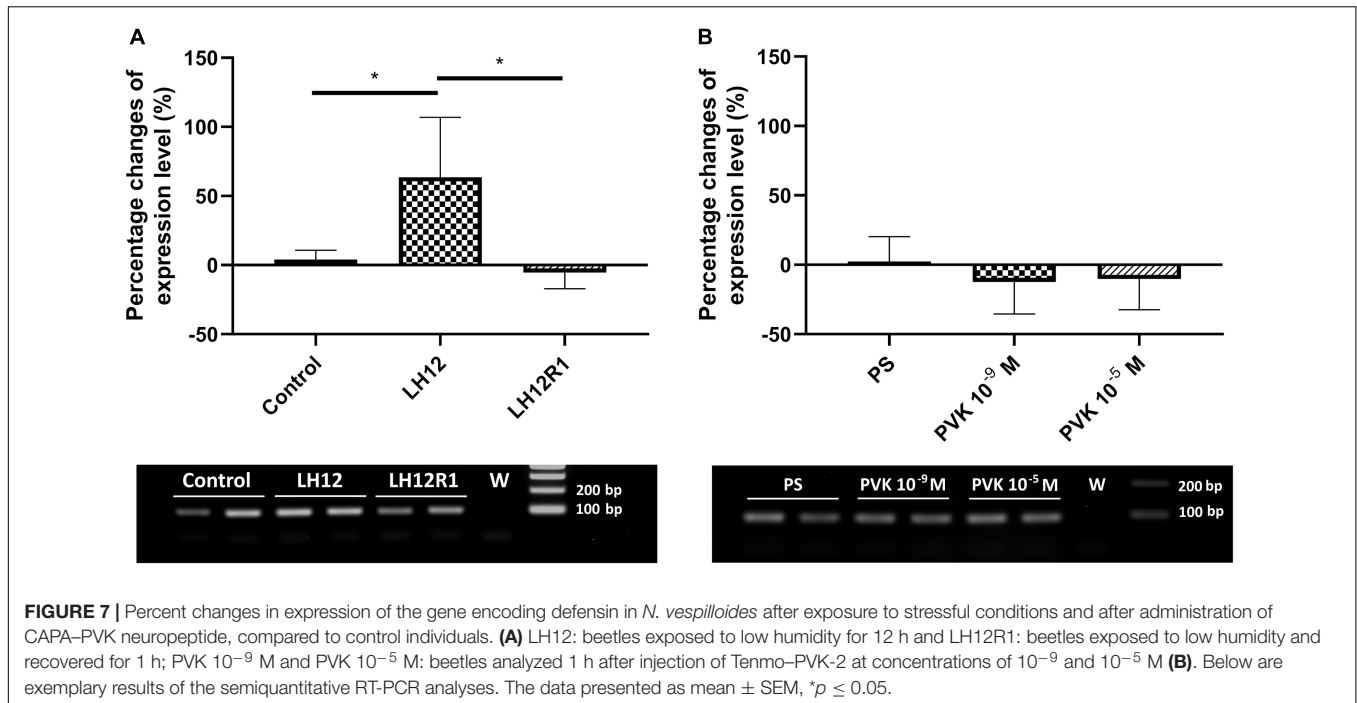 A
Percentage changes of
expression level (%)
150
100
50
0
-50
*
*
Control
LH12
LH12R1
B
Percentage changes of
expression level (%)
150
100
50
0
-50
PS
PVK 10⁻⁹ M
PVK 10⁻⁵ M
Control LH12 LH12R1 W
200 bp
100 bp
PS PVK 10⁻⁹ M PVK 10⁻⁵ M W
200 bp
100 bp
FIGURE 7 | Percent changes in expression of the gene encoding defensin in N. vespilloides after exposure to stressful conditions and after administration of
CAPA–PVK neuropeptide, compared to control individuals. (A) LH12: beetles exposed to low humidity for 12 h and LH12R1: beetles exposed to low humidity and
recovered for 1 h; PVK 10⁻⁹ M and PVK 10⁻⁵ M: beetles analyzed 1 h after injection of Tenmo–PVK-2 at concentrations of 10⁻⁹ and 10⁻⁵ M (B). Below are
exemplary results of the semiquantitative RT-PCR analyses. The data presented as mean ± SEM, *p ≤ 0.05.